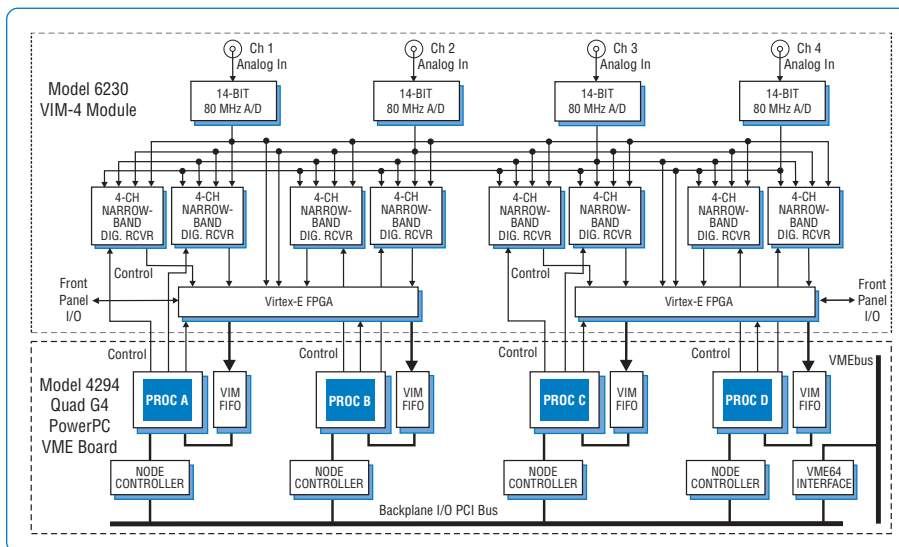 Model 6230
VIM-4 Module
Ch 1
Analog In
Ch 2
Analog In
Ch 3
Analog In
Ch 4
Analog In
14-BIT
80 MHz A/D
14-BIT
80 MHz A/D
14-BIT
80 MHz A/D
14-BIT
80 MHz A/D
4-CH
NARROW-
BAND
DIG. RCVR
4-CH
NARROW-
BAND
DIG. RCVR
4-CH
NARROW-
BAND
DIG. RCVR
4-CH
NARROW-
BAND
DIG. RCVR
4-CH
NARROW-
BAND
DIG. RCVR
4-CH
NARROW-
BAND
DIG. RCVR
4-CH
NARROW-
BAND
DIG. RCVR
4-CH
NARROW-
BAND
DIG. RCVR
Control
Control
Front
Panel
I/O
Virtex-E FPGA
Virtex-E FPGA
Front
Panel
I/O
Control
Control
Control
Control
VMEbus
Model 4294
Quad G4
PowerPC
VME Board
PROC A
VIM
FIFO
PROC B
VIM
FIFO
PROC C
VIM
FIFO
PROC D
VIM
FIFO
NODE
CONTROLLER
NODE
CONTROLLER
NODE
CONTROLLER
NODE
CONTROLLER
VME64
INTERFACE
Backplane I/O PCI Bus